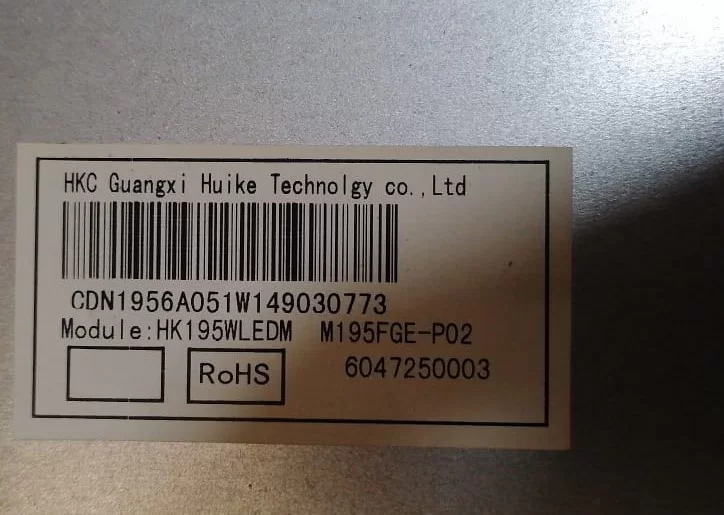 HKC Guangxi Huike Technolgy co.,Ltd
CDN1956A051W149030773
Module:HK195WLEDM M195FGE-P02
RoHS 6047250003